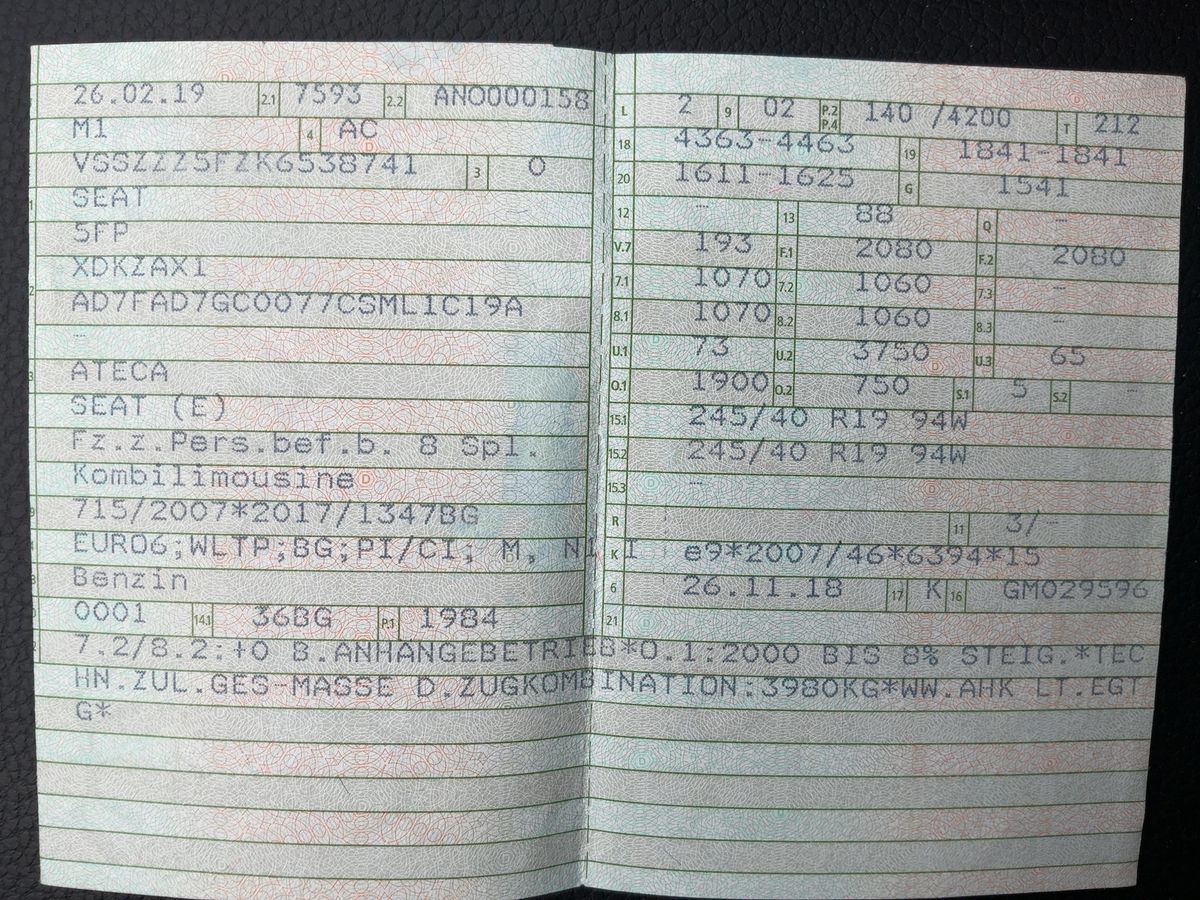 26.02.19 2.1 7593 2.2 ANO000158
M1 4 AC
VSSZZZ5FZK6538741 3 0
SEAT
5FP
XDKZAX1
AD7FAD7GC0077CSML1C19A
—
ATECA
SEAT (E)
Fz.z.Pers.bef.b. 8 Spl.
Kombilimousine
715/2007*2017/1347BG
EURO6;WLTP;BG;PI/CI; M, N1 I
Benzin
0001 14.1 36BG P.1 1984
L 2 9 02 P.2 P.4 140 /4200 T 212
18 4363-4463 19 1841-1841
20 1611-1625 G 1541
12 — 13 88 Q —
V.7 193 F.1 2080 F.2 2080
7.1 1070 7.2 1060 7.3 —
8.1 1070 8.2 1060 8.3 —
U.1 73 U.2 3750 U.3 65
O.1 1900 O.2 750 S.1 5 S.2 —
15.1 245/40 R19 94W
15.2 245/40 R19 94W
15.3 —
R 11 3/—
K e9*2007/46*6394*15
6 26.11.18 17 K 16 GM029596
21
7.2/8.2:+0 B.ANHÄNGEBETRIEB*O.1:2000 BIS 8% STEIG.*TEC
HN.ZUL.GES-MASSE D.ZUGKOMBINATION:3980KG*WW.AHK LT.EGT
G*